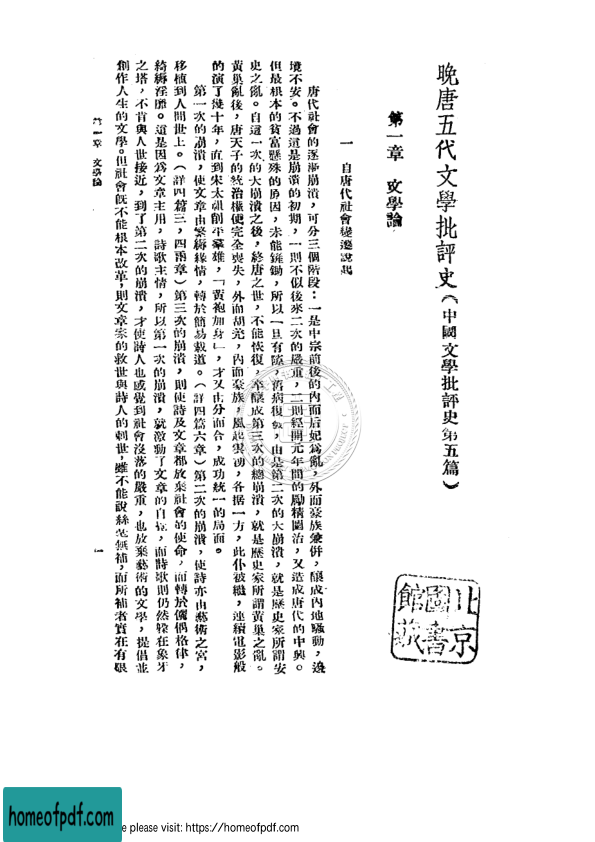 晚唐五代文學批評史(中國文學批評史第五篇)
第一章 文學論
一 自唐代社會變遷說起
唐代社會的逐漸崩潰,可分三個階段:一是中宗前後的內而后妃為亂,外而豪族兼併,釀成內地騷動,邊
境不安。不過這是崩潰的初期,一則不似後來二次的嚴重,二則經開元年間的勵精圖治,又造成唐代的中興。
但最根本的貧富懸殊的原因,未能鏟鋤,所以一旦有隙,舊病復發,由是第二次的大崩潰,就是歷史家所謂安
史之亂。自這一次的大崩潰之後,終唐之世,不能恢復,卒釀成第三次的總崩潰,就是歷史家所謂黃巢之亂。
黃巢亂後,唐天子的統治權便完全喪失,外而胡羌,內而豪族,風起雲湧,各據一方,此仆彼繼,連續電影般
的演了幾十年,直到宋太祖削平羣雄,「黃袍加身」,才又由分而合,成功統一的局面。
第一次的崩潰,使文章由繁縟緣情,轉於簡易載道。(詳四篇六章)第二次的崩潰,使詩亦由藝術之宮,
移植到人間世上。(詳四篇三,四兩章)第三次的崩潰,則使詩及文章都放棄社會的使命,而轉於儷偶格律,
綺縟淫靡。這是因為文章主用,詩歌主情,所以第一次的崩潰,就激動了文章的自覺,而詩歌則仍然躲在象牙
之塔,不肯與人世接近,到了第二次的崩潰,才使詩人也感覺到社會沒落的嚴重,也放棄藝術的文學,提倡並
創作人生的文學。但社會既不能根本改革,則文章家的救世與詩人的刺世,雖不能說絲毫無補,而所補者實在有限
第一章 文學論
一
北京
圖書
館藏
homeofpdf.com
e please visit: https://homeofpdf.com